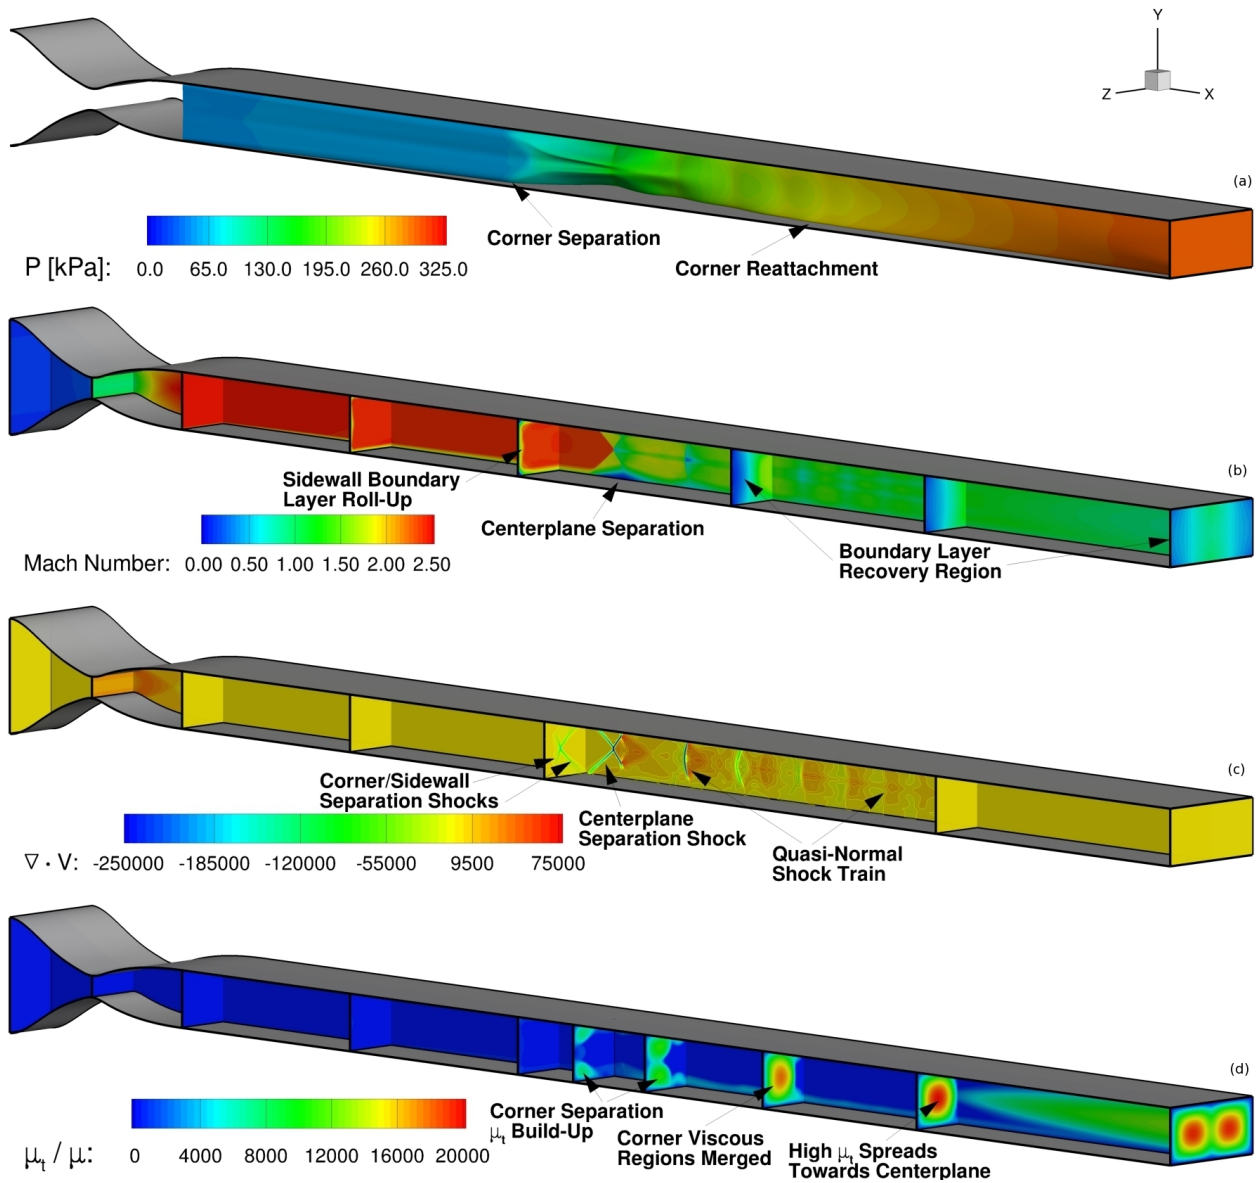 Y
Z
X
(a)
Corner Separation
Corner Reattachment
P [kPa]:
0.0 65.0 130.0 195.0 260.0 325.0
(b)
Sidewall Boundary
Layer Roll-Up
Centerplane Separation
Boundary Layer
Recovery Region
Mach Number:
0.00 0.50 1.00 1.50 2.00 2.50
(c)
Corner/Sidewall
Separation Shocks
Centerplane
Separation Shock
Quasi-Normal
Shock Train
∇ · V:
-250000 -185000 -120000 -55000 9500 75000
(d)
Corner Separation
μt Build-Up
Corner Viscous
Regions Merged
High μt Spreads
Towards Centerplane
μt / μ:
0 4000 8000 12000 16000 20000